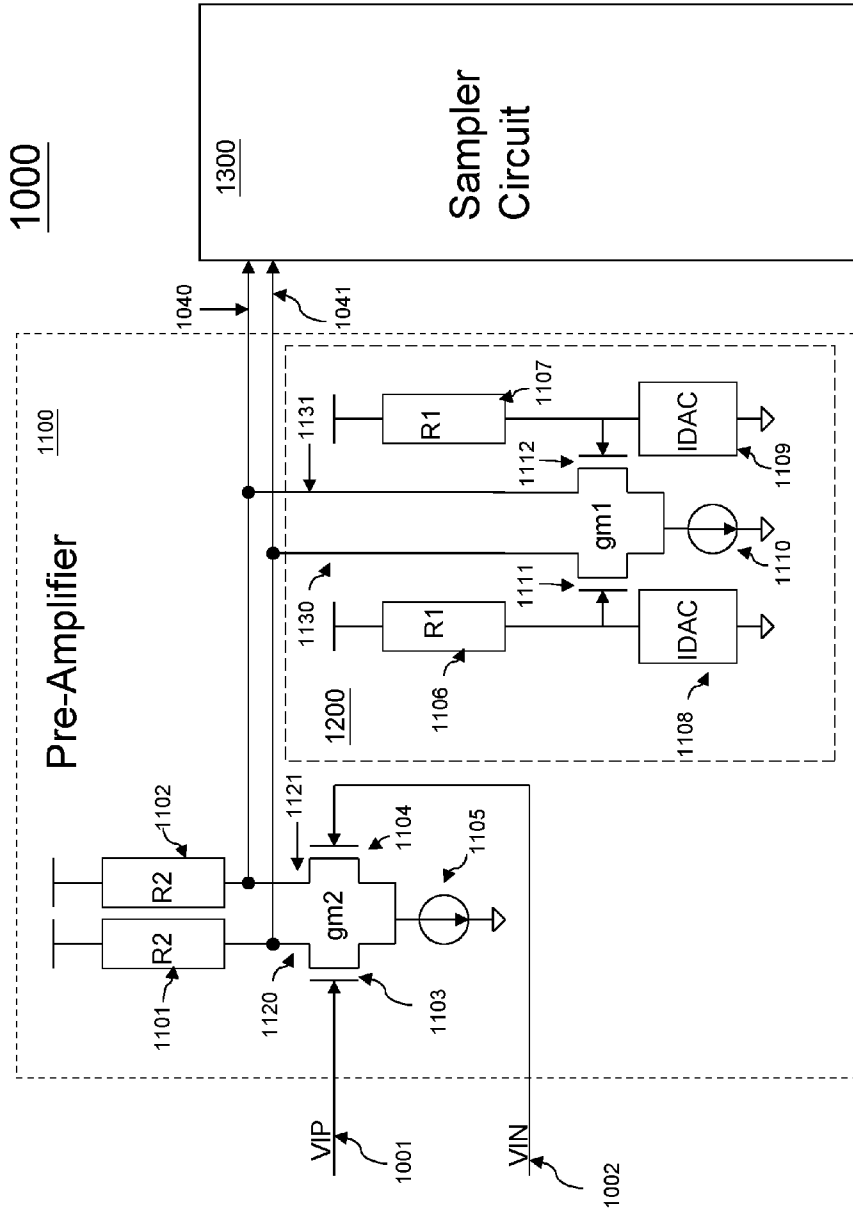 1000
Pre-Amplifier
1100
1300
Sampler
Circuit
1040
1041
1102
R2
R2
1101
1120
1121
gm2
1104
1103
1105
VIP
1001
VIN
1002
1200
1130
1131
R1
1106
R1
1107
1111
gm1
1112
IDAC
1108
1110
IDAC
1109